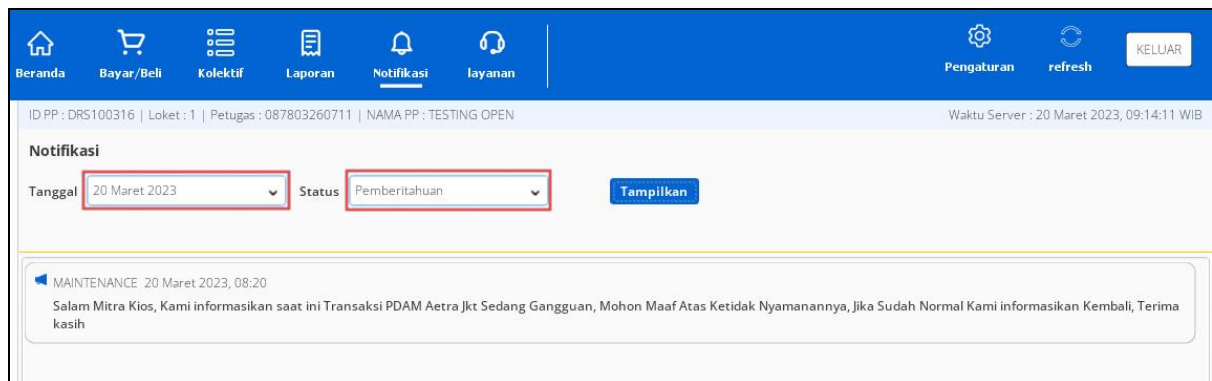 Beranda Bayar/Beli Kolektif Laporan Notifikasi layanan Pengaturan refresh KELUAR
ID PP : DRS100316 | Loket : 1 | Petugas : 087803260711 | NAMA PP : TESTING OPEN Waktu Server : 20 Maret 2023, 09:14:11 WIB
Notifikasi
Tanggal 20 Maret 2023 Status Pemberitahuan Tampilkan
MAINTENANCE 20 Maret 2023, 08:20
Salam Mitra Kios, Kami informasikan saat ini Transaksi PDAM Aetra Jkt Sedang Gangguan, Mohon Maaf Atas Ketidak Nyamanannya, Jika Sudah Normal Kami informasikan Kembali, Terima
kasih